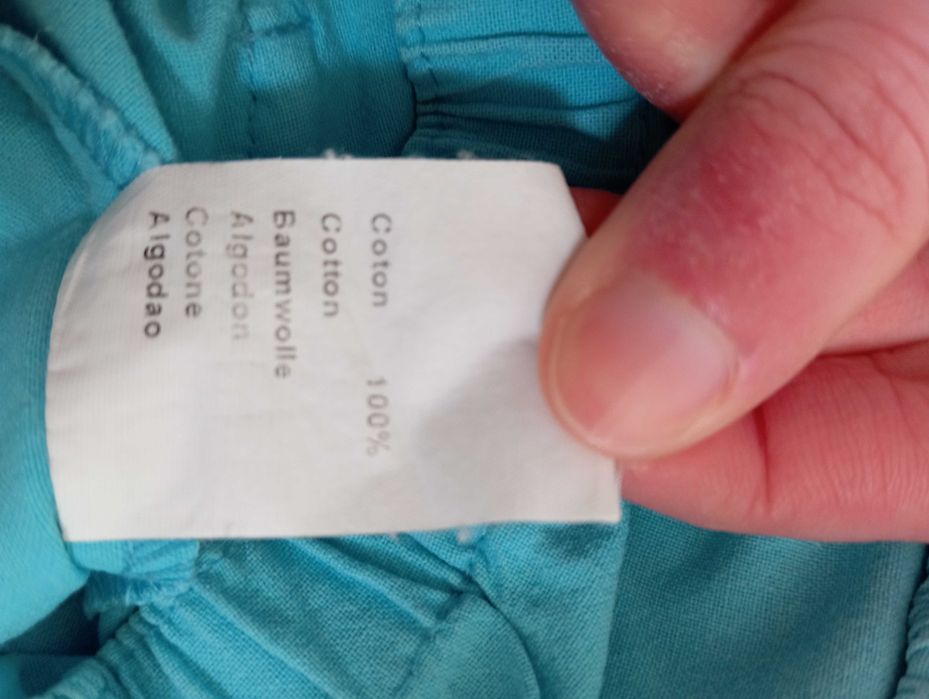 Coton 100%
Cotton
Baumwolle
Algodon
Cotone
Algodao